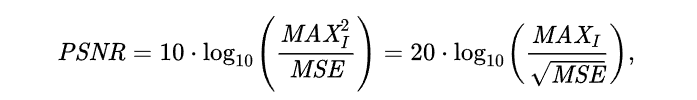 PSNR = 10 · log₁₀ ( MAX_I² / MSE ) = 20 · log₁₀ ( MAX_I / √MSE ),